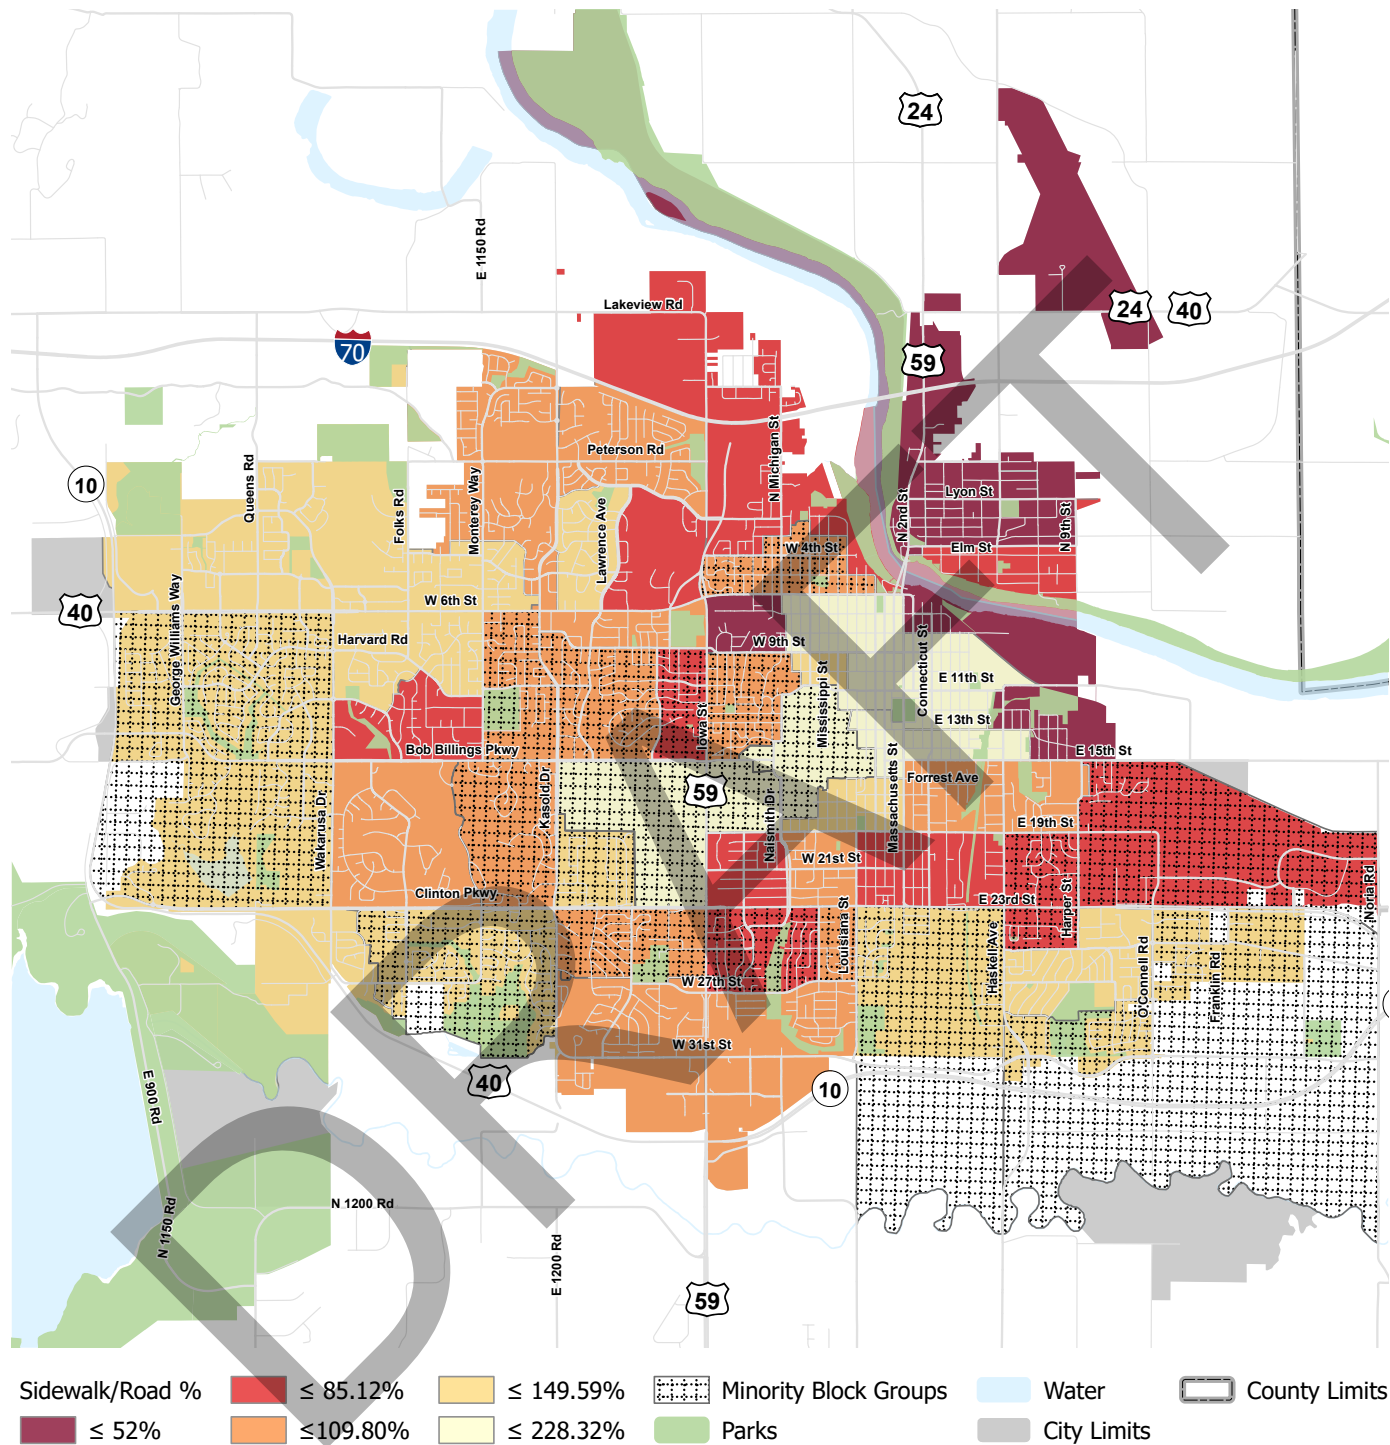 24
E 1150 Rd
Lakeview Rd
24
40
70
59
N Michigan St
Peterson Rd
10
Queens Rd
Folks Rd
Monterey Way
Lawrence Ave
N 2nd St
Lyon St
N 9th St
W 4th St
Elm St
40
George Williams Way
W 6th St
Harvard Rd
W 9th St
Mississippi St
Connecticut St
E 11th St
E 13th St
Iowa St
Bob Billings Pkwy
E 15th St
Wakarusa Dr
Kasold Dr
59
Naismith Dr
Massachusetts St
Forrest Ave
E 19th St
W 21st St
Clinton Pkwy
Louisiana St
E 23rd St
Harper St
Noria Rd
Haskell Ave
O'Connell Rd
Franklin Rd
W 27th St
W 31st St
40
10
E 900 Rd
N 1150 Rd
N 1200 Rd
E 1200 Rd
59
DRAFT
Sidewalk/Road %
≤ 52%
≤ 85.12%
≤109.80%
≤ 149.59%
≤ 228.32%
Minority Block Groups
Parks
Water
City Limits
County Limits